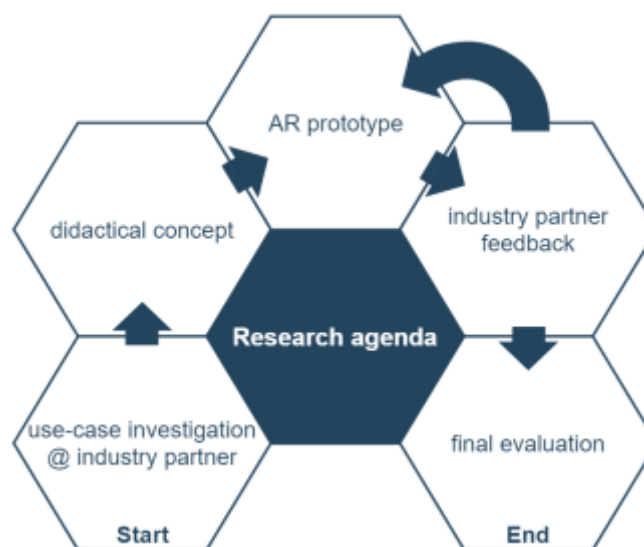 AR prototype
didactical concept
industry partner
feedback
Research agenda
use-case investigation
@ industry partner
final evaluation
Start
End